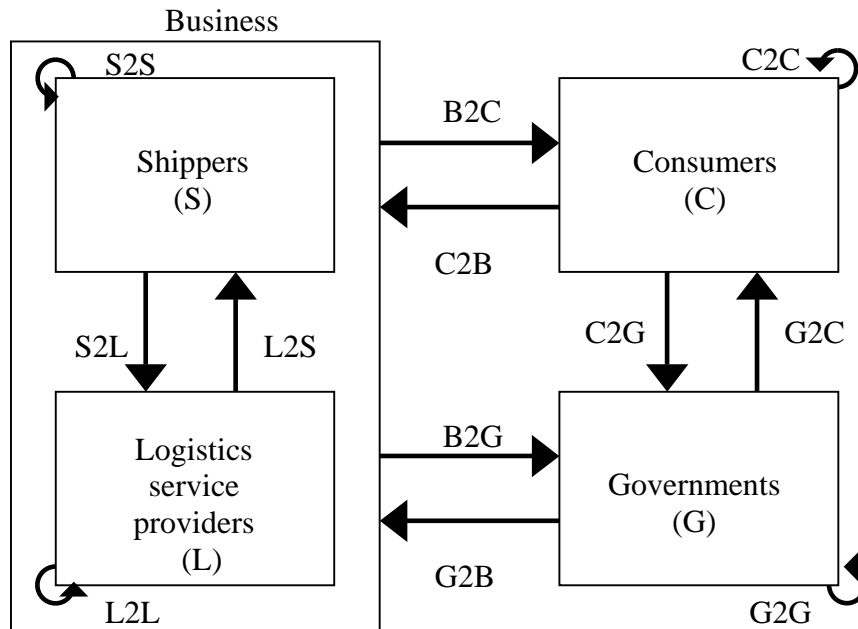 Business
S2S
C2C
B2C
Shippers
(S)
Consumers
(C)
C2B
S2L
L2S
C2G
G2C
B2G
Logistics
service
providers
(L)
Governments
(G)
G2B
L2L
G2G